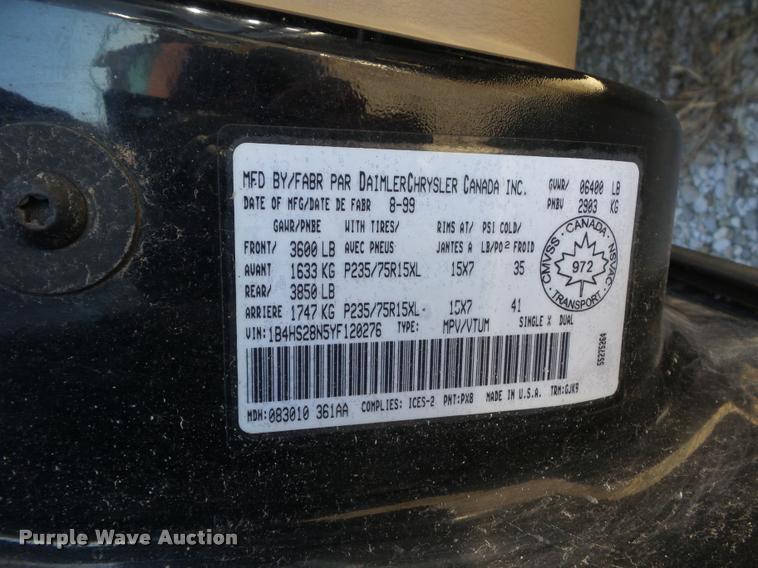 MFD BY/FABR PAR DAIMLERCHRYSLER CANADA INC. GVWR/ 06400 LB
DATE OF MFG/DATE DE FABR 8-99 PNBV 2903 KG
GAWR/PNBE WITH TIRES/ RIMS AT/ PSI COLD/
FRONT/ 3600 LB AVEC PNEUS JANTES A LB/PO2 FROID
AVANT 1633 KG P235/75R15XL 15X7 35
REAR/ 3850 LB
ARRIERE 1747 KG P235/75R15XL 15X7 41
VIN: 1B4HS28N5YF120276 TYPE: MPV/VTUM SINGLE X DUAL
MDH: 083010 361AA COMPLIES: ICES-2 PNT: PX8 MADE IN U.S.A. TRM: GJK9
CMVSS · CANADA · NSVAC
972
TRANSPORT
55275264
Purple Wave Auction